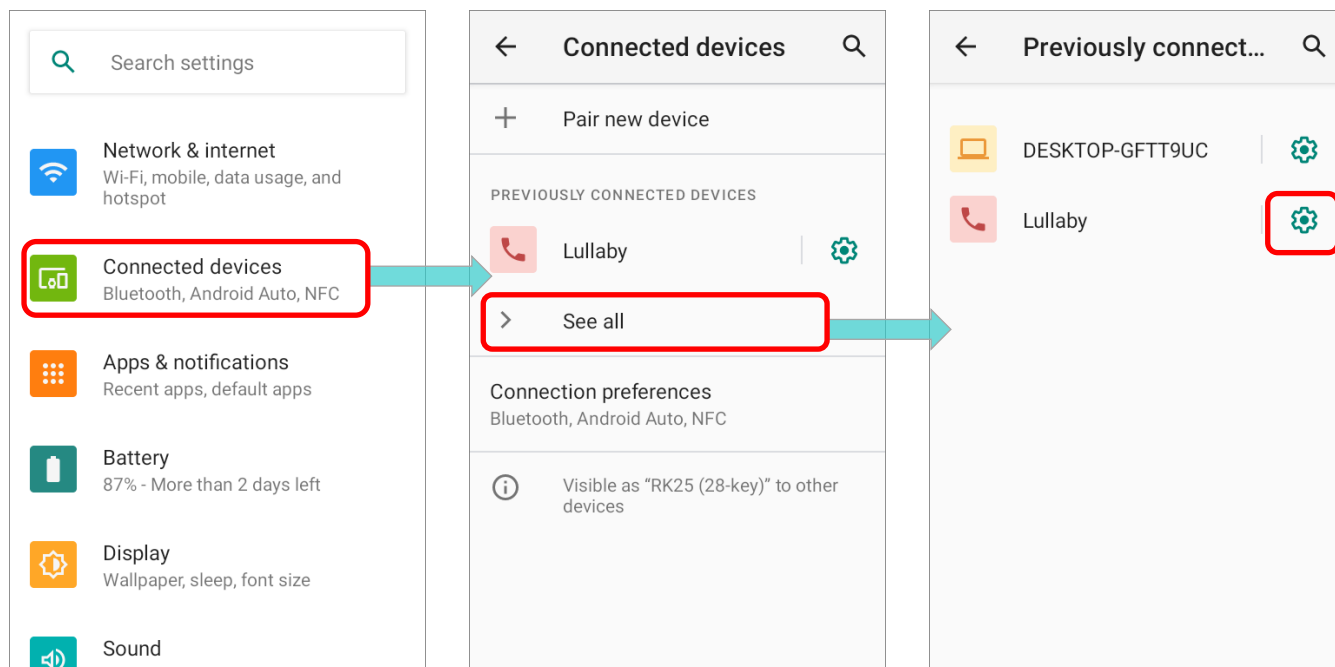 Search settings
Network & internet
Wi-Fi, mobile, data usage, and
hotspot
Connected devices
Bluetooth, Android Auto, NFC
Apps & notifications
Recent apps, default apps
Battery
87% - More than 2 days left
Display
Wallpaper, sleep, font size
Sound
Connected devices
Pair new device
PREVIOUSLY CONNECTED DEVICES
Lullaby
See all
Connection preferences
Bluetooth, Android Auto, NFC
Visible as “RK25 (28-key)” to other
devices
Previously connect...
DESKTOP-GFTT9UC
Lullaby